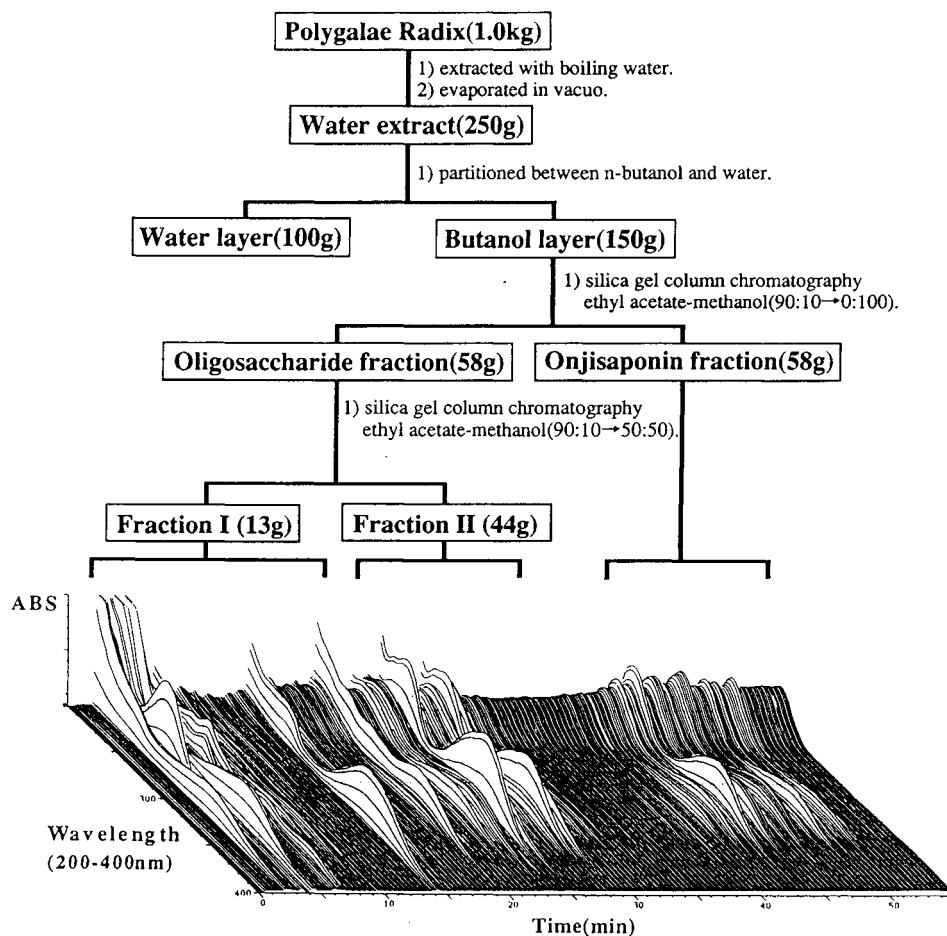 Polygalae Radix(1.0kg)
1) extracted with boiling water.
2) evaporated in vacuo.
Water extract(250g)
1) partitioned between n-butanol and water.
Water layer(100g)
Butanol layer(150g)
1) silica gel column chromatography
ethyl acetate-methanol(90:10→0:100).
Oligosaccharide fraction(58g)
Onjisaponin fraction(58g)
1) silica gel column chromatography
ethyl acetate-methanol(90:10→50:50).
Fraction I (13g)
Fraction II (44g)
ABS
300
Wavelength
(200-400nm)
400
0 10 20 30 40 50
Time(min)